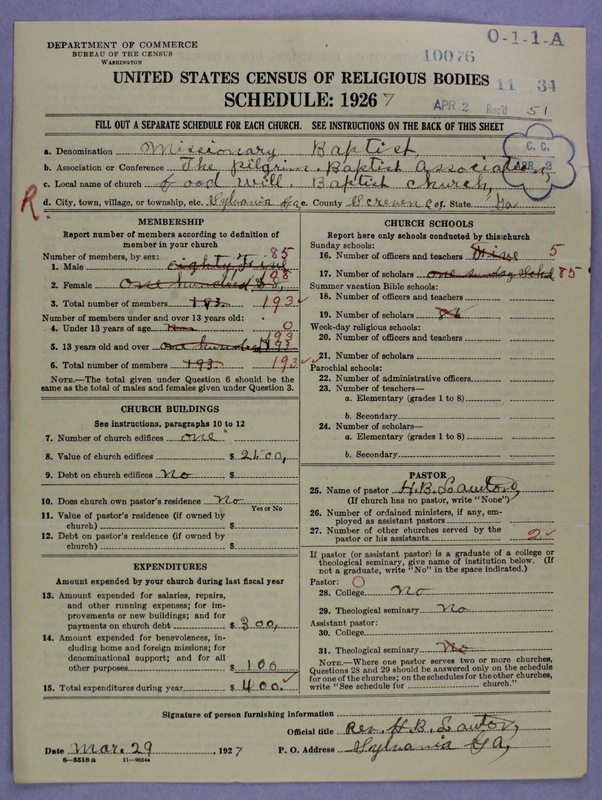 DEPARTMENT OF COMMERCE
BUREAU OF THE CENSUS
WASHINGTON
O-1-1-A
10076
UNITED STATES CENSUS OF RELIGIOUS BODIES
11 34
SCHEDULE: 1926 7
APR 2 Rec'd 51
FILL OUT A SEPARATE SCHEDULE FOR EACH CHURCH. SEE INSTRUCTIONS ON THE BACK OF THIS SHEET
C. C.
APR 2
a. Denomination Missionary Baptist
b. Association or Conference The Pilgrim Baptist Association
c. Local name of church Good Will Baptist Church,
R.
d. City, town, village, or township, etc. Sylvania Ga e. County Screven Co f. State Ga
MEMBERSHIP
Report number of members according to definition of
member in your church
Number of members, by sex:
1. Male eighty five 85
2. Female one hundred & 8, 108
3. Total number of members 193. 193
Number of members under and over 13 years old:
4. Under 13 years of age no 0
5. 13 years old and over one hundred 193 193
6. Total number of members 193 193
NOTE.—The total given under Question 6 should be the
same as the total of males and females given under Question 3.
CHURCH BUILDINGS
See instructions, paragraphs 10 to 12
7. Number of church edifices one
8. Value of church edifices $
9. Debt on church edifices No $
10. Does church own pastor's residence No
Yes or No
11. Value of pastor's residence (if owned by
church) $
12. Debt on pastor's residence (if owned by
church) $
EXPENDITURES
Amount expended by your church during last fiscal year
13. Amount expended for salaries, repairs,
and other running expenses; for im-
provements or new buildings; and for
payments on church debt $ 300,
14. Amount expended for benevolences, in-
cluding home and foreign missions; for
denominational support; and for all
other purposes $ 100
15. Total expenditures during year $ 400.
CHURCH SCHOOLS
Report here only schools conducted by this church
Sunday schools:
16. Number of officers and teachers five 5
17. Number of scholars one Sunday School 85
Summer vacation Bible schools:
18. Number of officers and teachers
19. Number of scholars
Week-day religious schools:
20. Number of officers and teachers
21. Number of scholars
Parochial schools:
22. Number of administrative officers
23. Number of teachers—
a. Elementary (grades 1 to 8)
b. Secondary
24. Number of scholars—
a. Elementary (grades 1 to 8)
b. Secondary
PASTOR
25. Name of pastor H. B. Lawton,
(If church has no pastor, write "None")
26. Number of ordained ministers, if any, em-
ployed as assistant pastors
27. Number of other churches served by the
pastor or his assistants 2
If pastor (or assistant pastor) is a graduate of a college or
theological seminary, give name of institution below. (If
not a graduate, write "No" in the space indicated.)
Pastor: O
28. College No
29. Theological seminary No
Assistant pastor:
30. College
31. Theological seminary No
NOTE.—Where one pastor serves two or more churches,
Questions 28 and 29 should be answered only on the schedule
for one of the churches; on the schedules for the other churches,
write "See schedule for church."
Signature of person furnishing information
Official title Rev. H. B. Lawton,
Date Mar. 29, 1927
P. O. Address Sylvania GA,
6—5518a 11—9654a